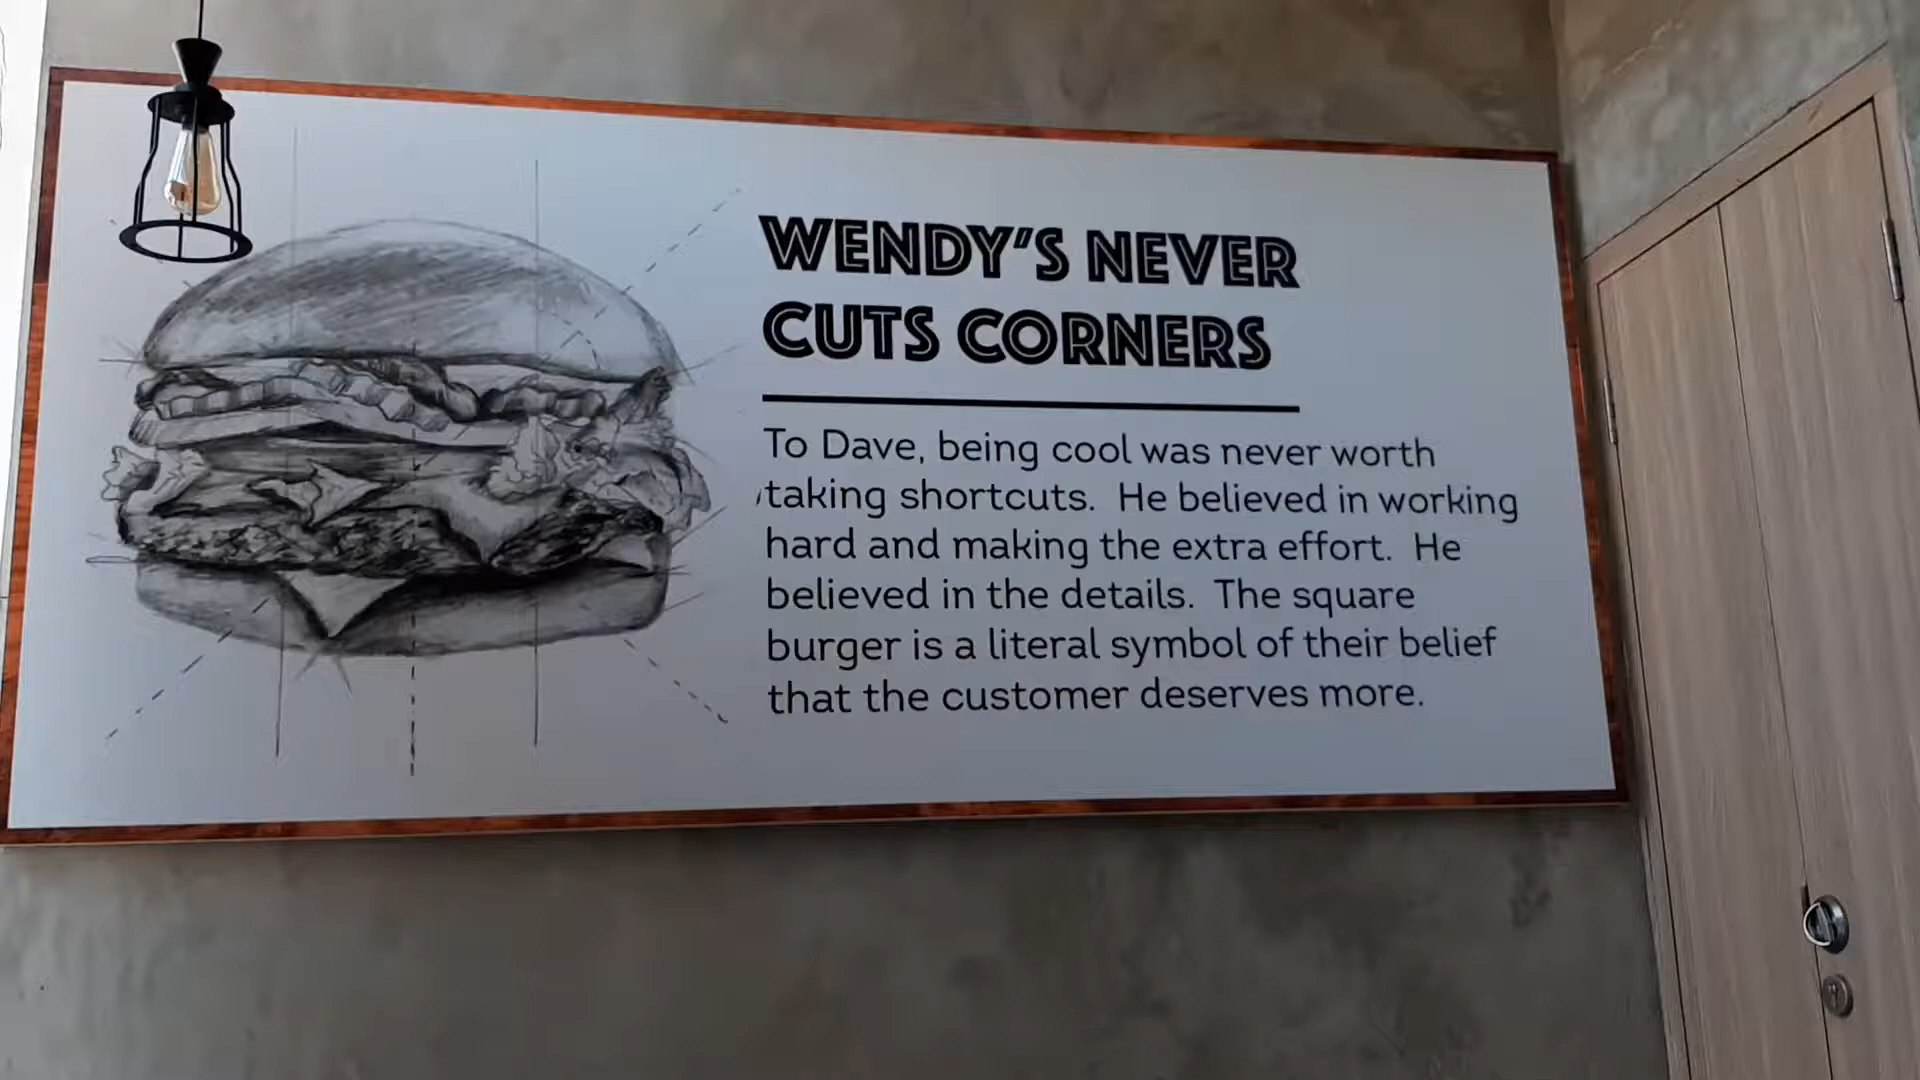 WENDY'S NEVER
CUTS CORNERS
To Dave, being cool was never worth
taking shortcuts. He believed in working
hard and making the extra effort. He
believed in the details. The square
burger is a literal symbol of their belief
that the customer deserves more.